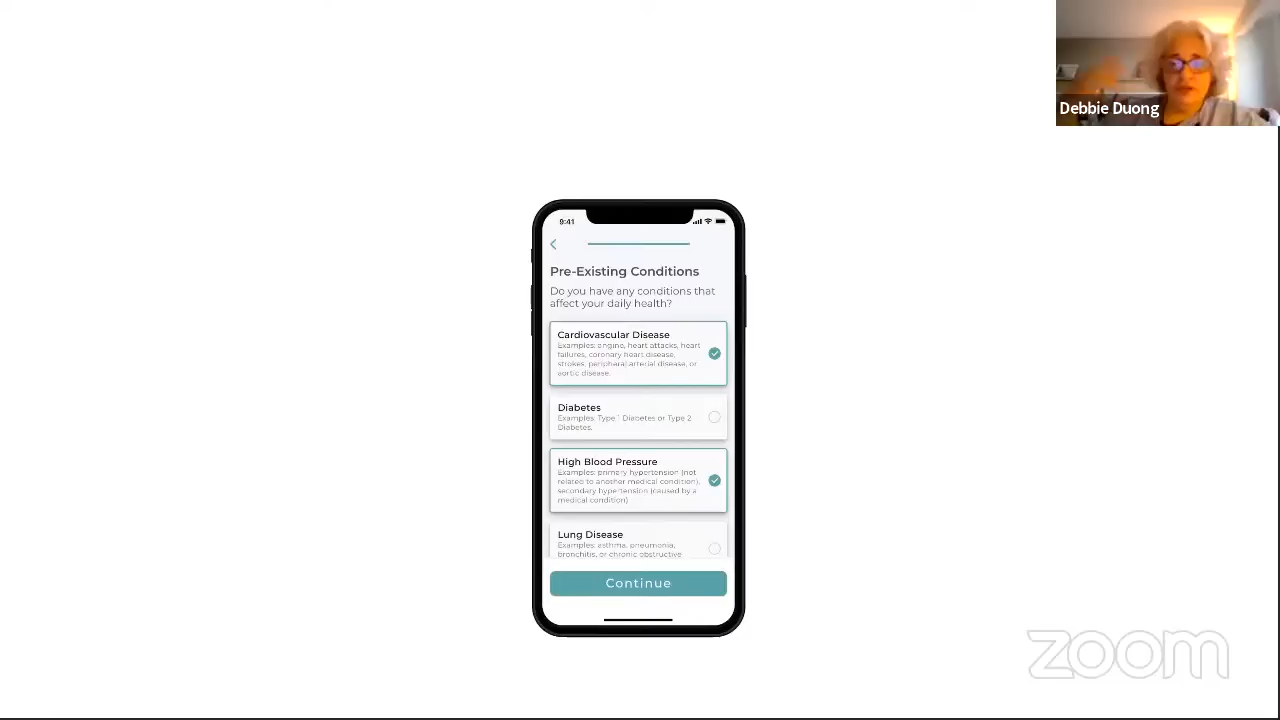 Debbie Duong
9:41
Pre-Existing Conditions
Do you have any conditions that
affect your daily health?
Cardiovascular Disease
Examples: angina, heart attacks, heart
failures, coronary heart disease,
strokes, peripheral arterial disease, or
aortic disease.
Diabetes
Examples: Type 1 Diabetes or Type 2
Diabetes.
High Blood Pressure
Examples: primary hypertension (not
related to another medical condition),
secondary hypertension (caused by a
medical condition)
Lung Disease
Examples: asthma, pneumonia,
bronchitis, or chronic obstructive
Continue
zoom